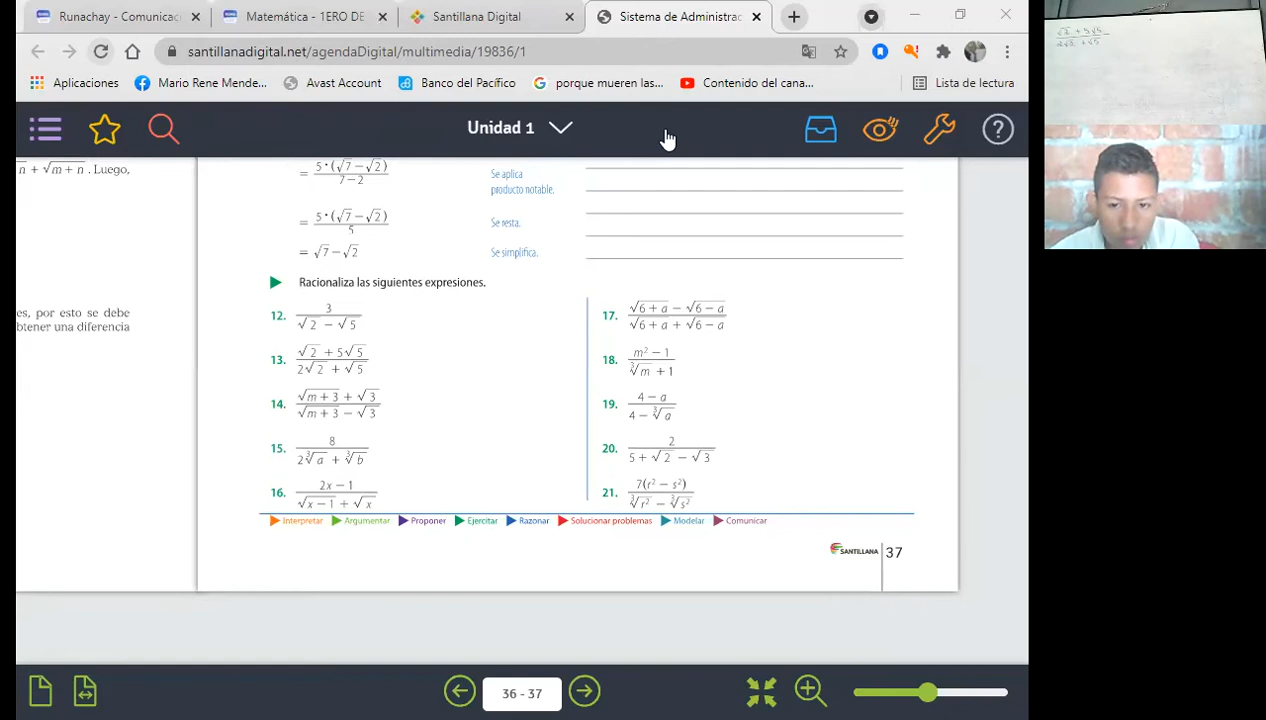 Runachay - Comunicac
Matemática - 1ERO DE
Santillana Digital
Sistema de Administrac
santillanadigital.net/agendadigital/multimedia/19836/1
Aplicaciones
Mario Rene Mende...
Avast Account
Banco del Pacífico
porque mueren las...
Contenido del cana...
Lista de lectura
Unidad 1
n + √(m + n) . Luego,
es, por esto se debe
btener una diferencia
= 5 • (√7 − √2) / (7 − 2)
Se aplica
producto notable.
= 5 • (√7 − √2) / 5
Se resta.
= √7 − √2
Se simplifica.
Racionaliza las siguientes expresiones.
12. 3 / (√2 − √5)
13. (√2 + 5√5) / (2√2 + √5)
14. (√(m + 3) + √3) / (√(m + 3) − √3)
15. 8 / (2∛a + ∛b)
16. (2x − 1) / (√(x − 1) + √x)
17. (√(6 + a) − √(6 − a)) / (√(6 + a) + √(6 − a))
18. (m² − 1) / (∛m + 1)
19. (4 − a) / (4 − ∛a)
20. 2 / (5 + √2 − √3)
21. 7(r² − s²) / (∛r² − ∛s²)
Interpretar Argumentar Proponer Ejercitar Razonar Solucionar problemas Modelar Comunicar
SANTILLANA 37
36 - 37